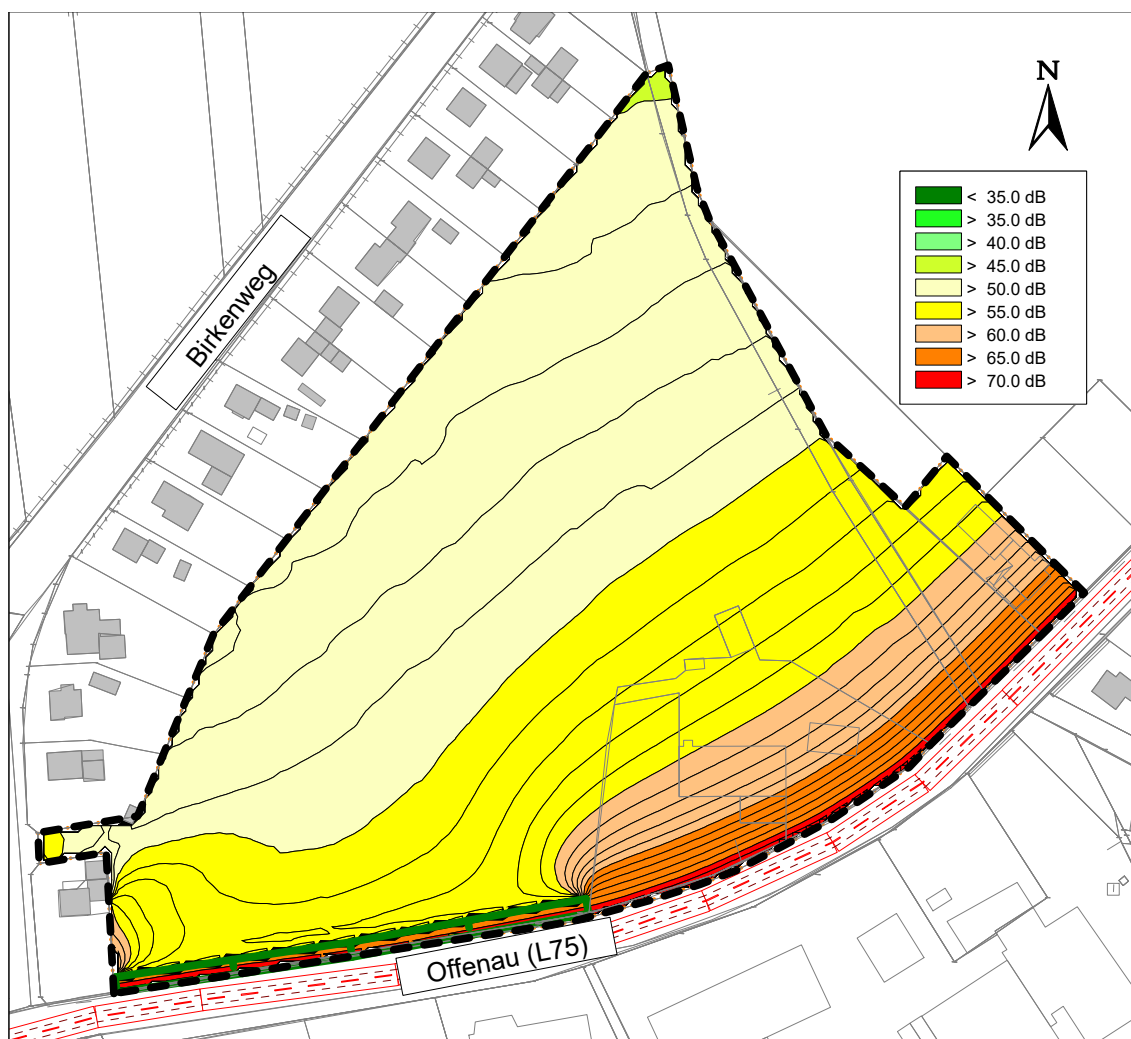 N
< 35.0 dB
> 35.0 dB
> 40.0 dB
> 45.0 dB
> 50.0 dB
> 55.0 dB
> 60.0 dB
> 65.0 dB
> 70.0 dB
Birkenweg
Offenau (L75)